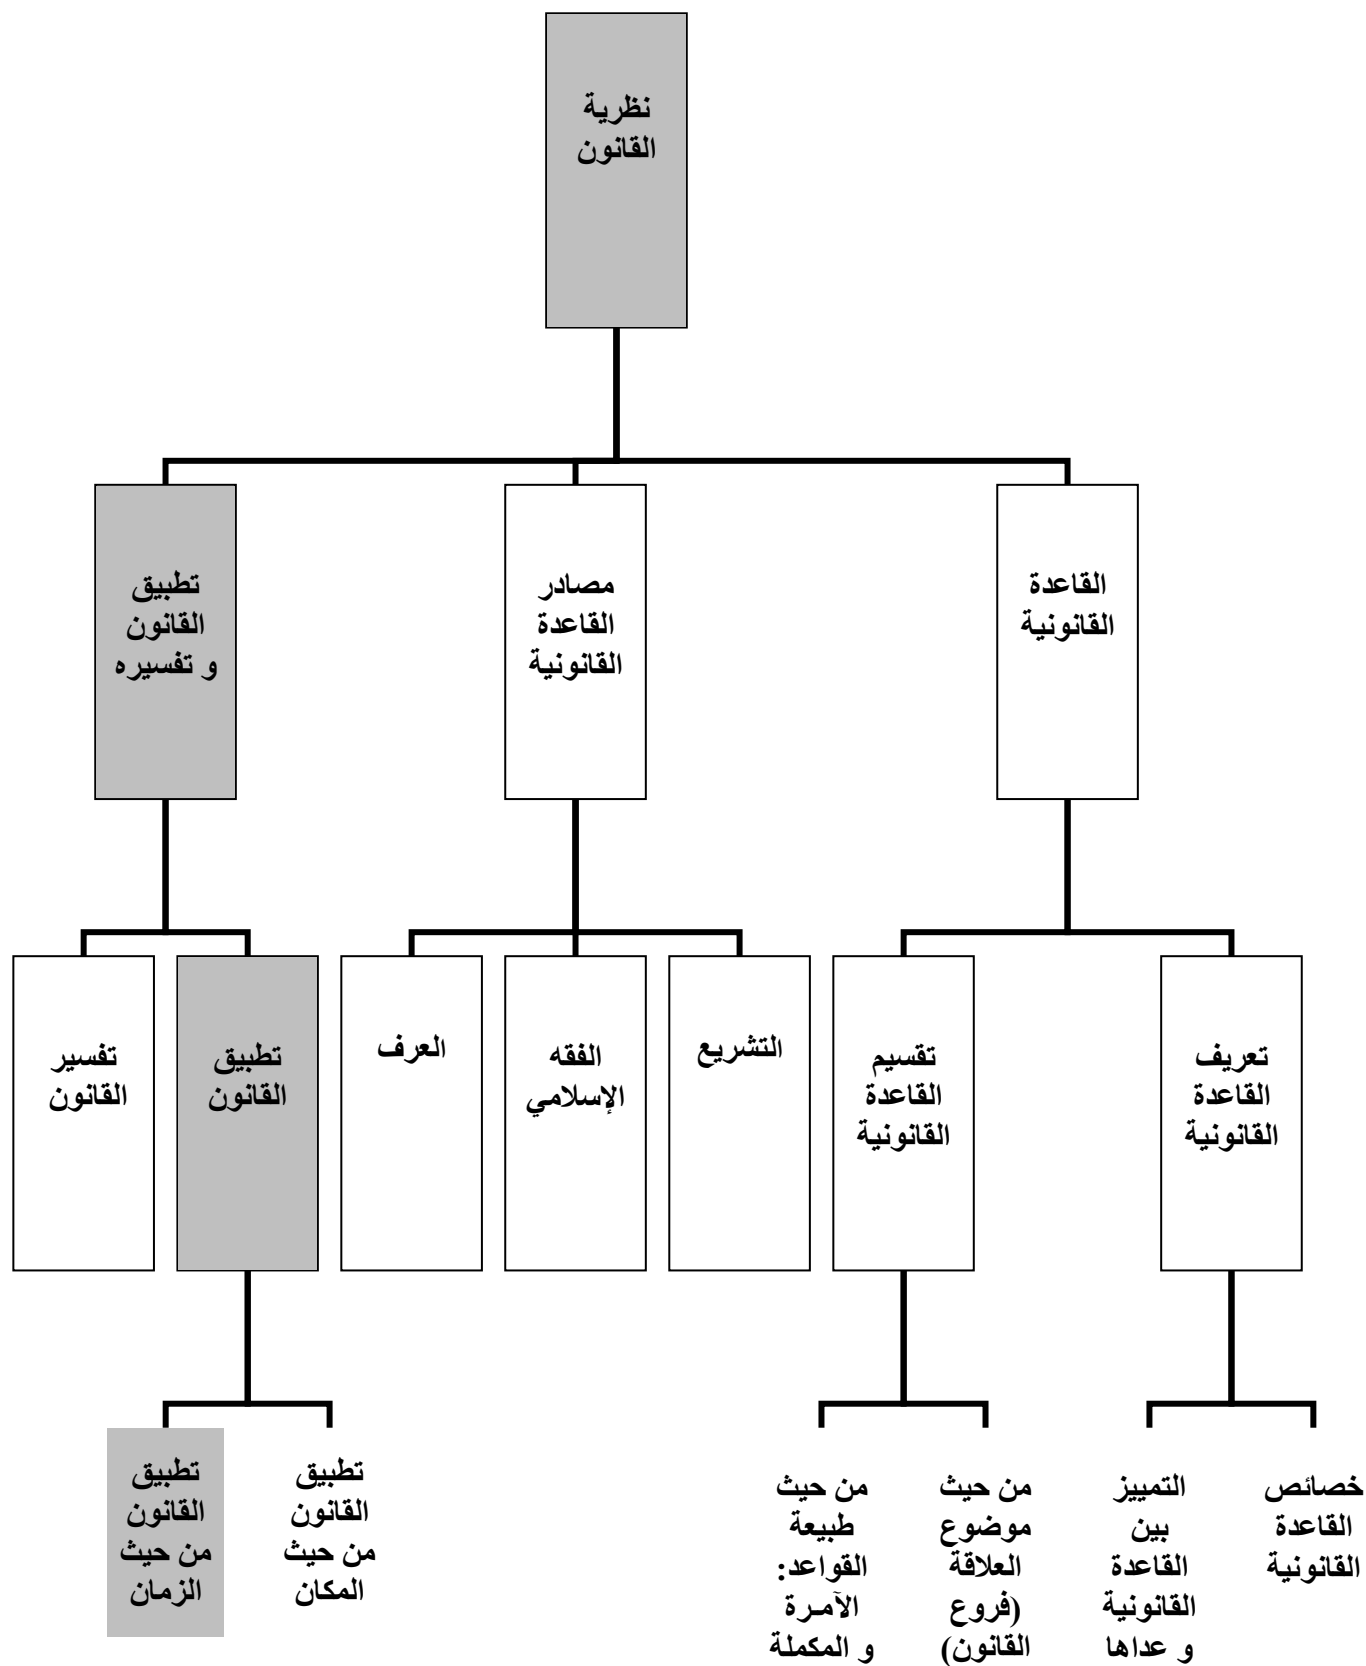 نظرية
القانون
القاعدة
القانونية
مصادر
القاعدة
القانونية
تطبيق
القانون
و تفسيره
تعريف
القاعدة
القانونية
تقسيم
القاعدة
القانونية
التشريع
الفقه
الإسلامي
العرف
تطبيق
القانون
تفسير
القانون
خصائص
القاعدة
القانونية
التمييز
بين
القاعدة
القانونية
و عداها
من حيث
موضوع
العلاقة
(فروع
القانون)
من حيث
طبيعة
القواعد:
الآمرة
و المكملة
تطبيق
القانون
من حيث
المكان
تطبيق
القانون
من حيث
الزمان